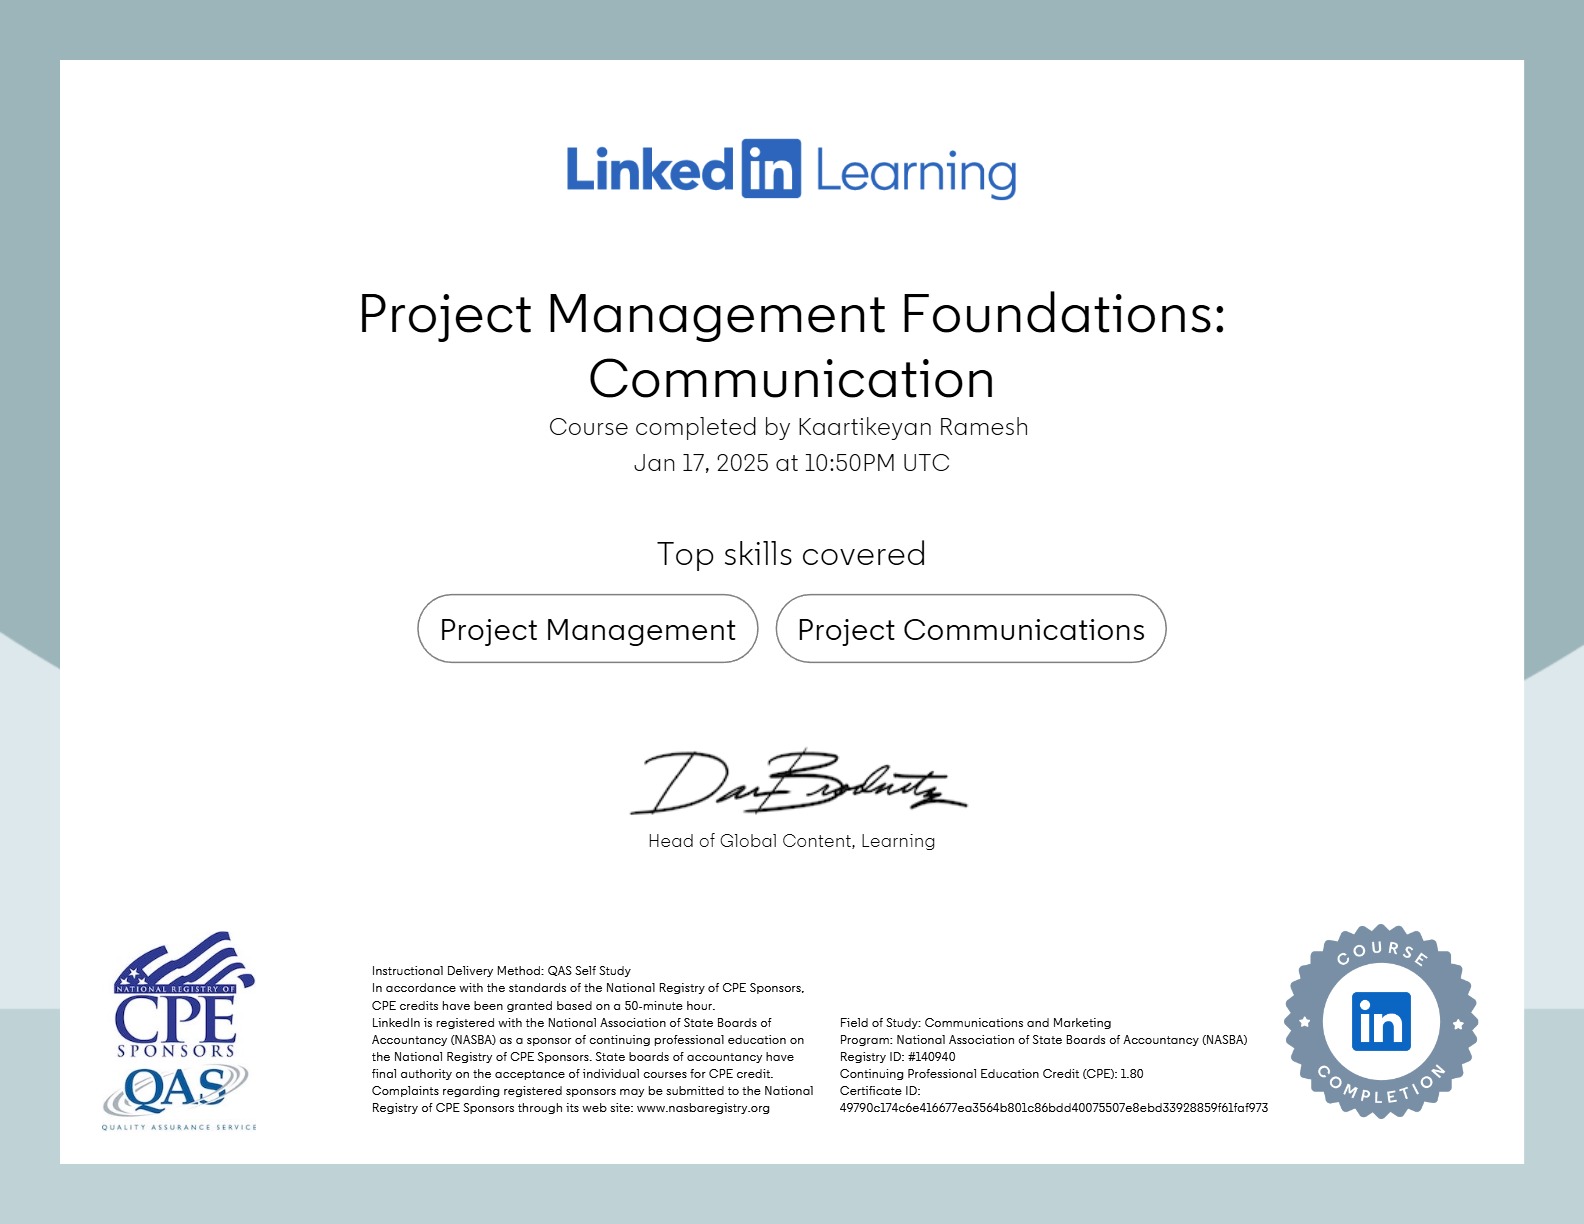 Linkedin Learning
Project Management Foundations:
Communication
Course completed by Kaartikeyan Ramesh
Jan 17, 2025 at 10:50PM UTC
Top skills covered
Project Management
Project Communications
Dan Brodnitz
Head of Global Content, Learning
NATIONAL REGISTRY OF
CPE
SPONSORS
QAS
QUALITY ASSURANCE SERVICE
Instructional Delivery Method: QAS Self Study
In accordance with the standards of the National Registry of CPE Sponsors,
CPE credits have been granted based on a 50-minute hour.
LinkedIn is registered with the National Association of State Boards of
Accountancy (NASBA) as a sponsor of continuing professional education on
the National Registry of CPE Sponsors. State boards of accountancy have
final authority on the acceptance of individual courses for CPE credit.
Complaints regarding registered sponsors may be submitted to the National
Registry of CPE Sponsors through its web site: www.nasbaregistry.org
Field of Study: Communications and Marketing
Program: National Association of State Boards of Accountancy (NASBA)
Registry ID: #140940
Continuing Professional Education Credit (CPE): 1.80
Certificate ID:
49790c174c6e416677ea3564b801c86bdd40075507e8ebd33928859f61faf973
COURSE
in
COMPLETION